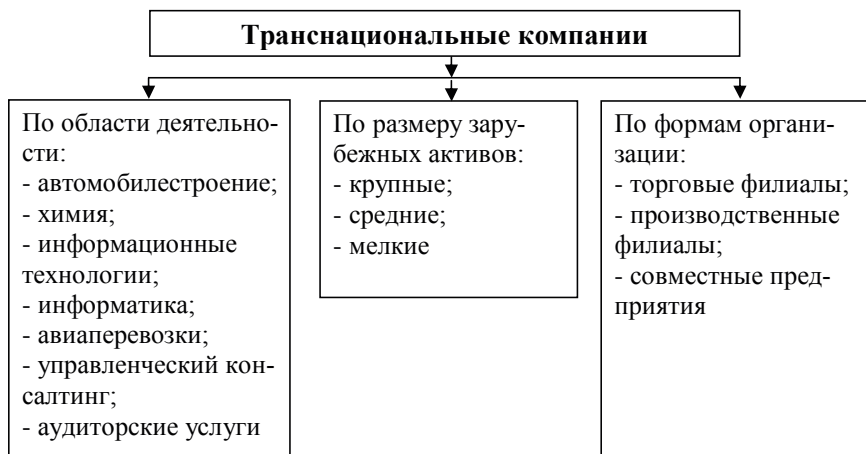 Транснациональные компании
По области деятельно-
сти:
- автомобилестроение;
- химия;
- информационные
технологии;
- информатика;
- авиаперевозки;
- управленческий кон-
салтинг;
- аудиторские услуги
По размеру зару-
бежных активов:
- крупные;
- средние;
- мелкие
По формам органи-
зации:
- торговые филиалы;
- производственные
филиалы;
- совместные пред-
приятия